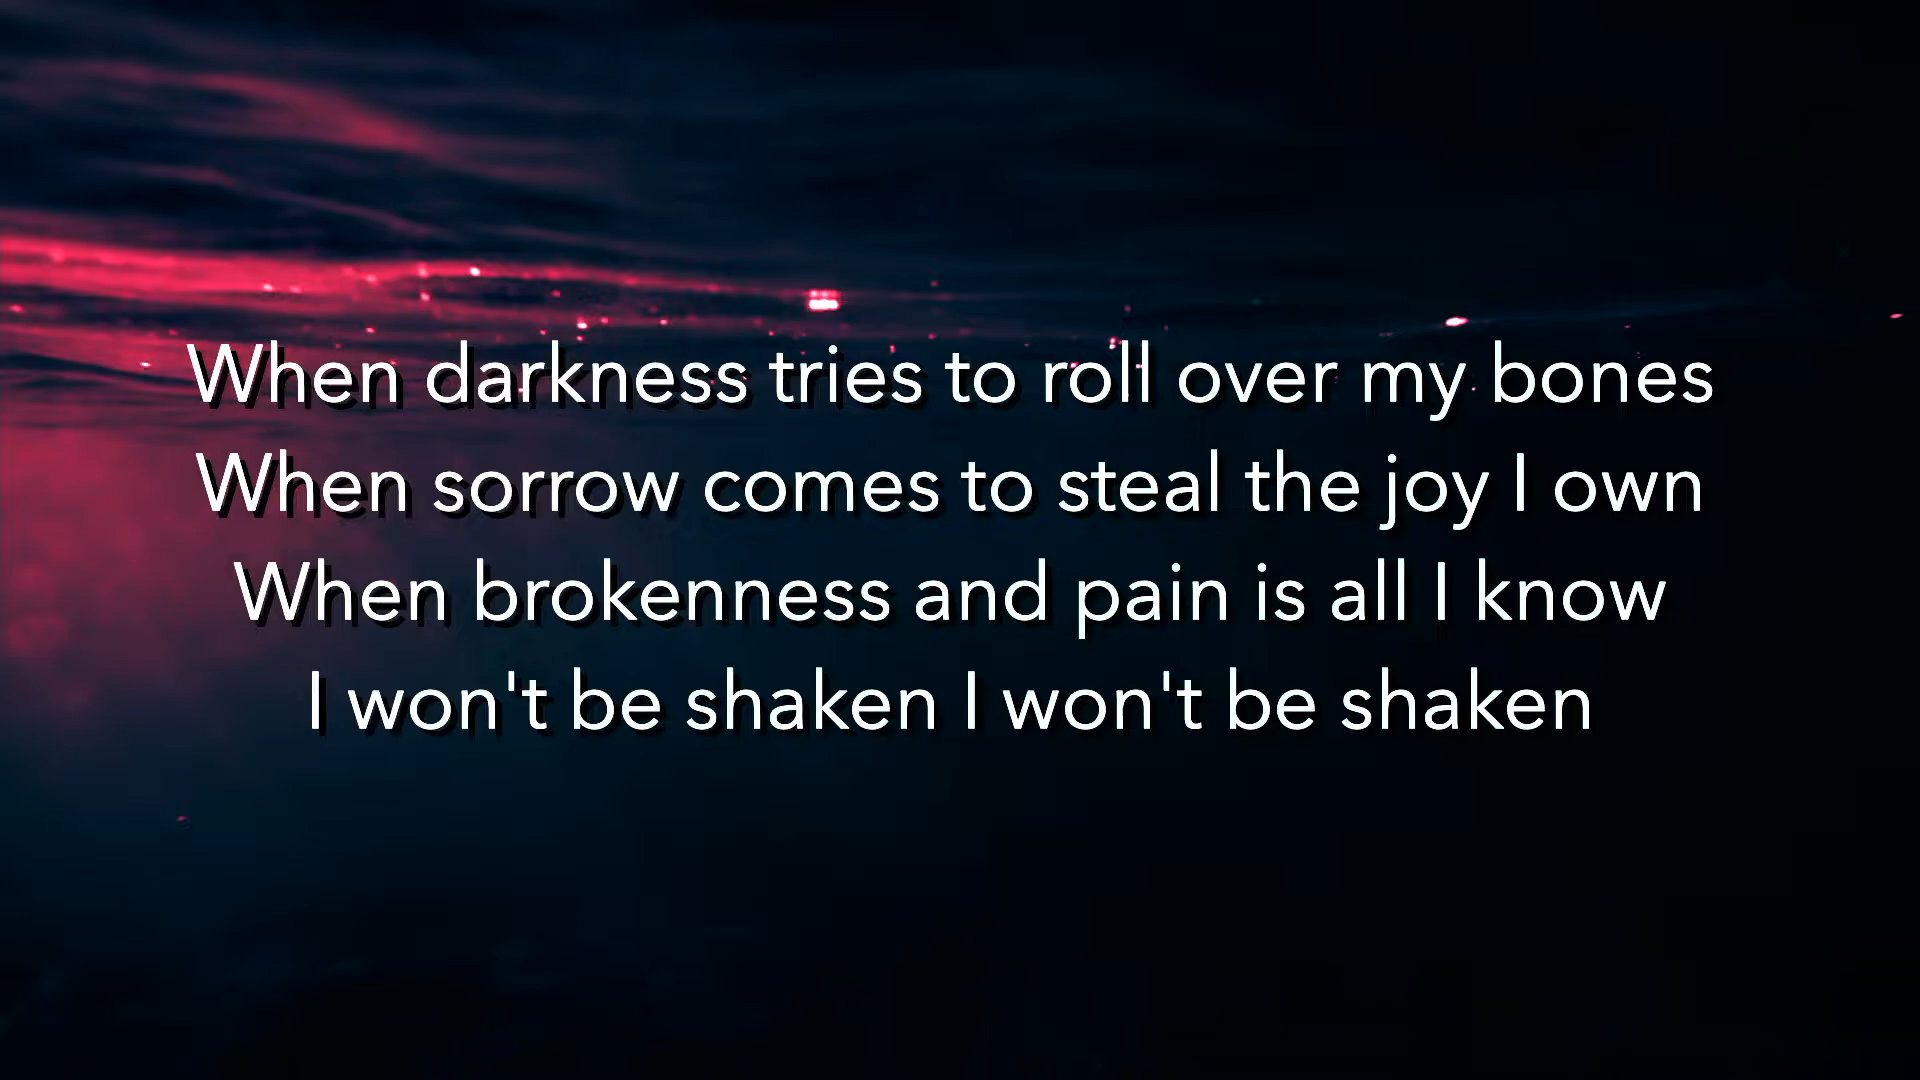 When darkness tries to roll over my bones
When sorrow comes to steal the joy I own
When brokenness and pain is all I know
I won't be shaken I won't be shaken